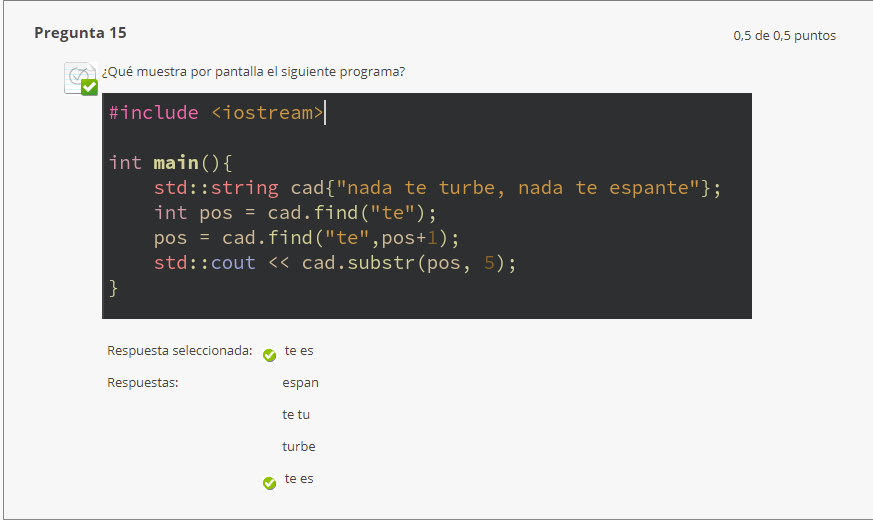 Pregunta 15
0,5 de 0,5 puntos
¿Qué muestra por pantalla el siguiente programa?
#include <iostream>
int main(){
    std::string cad{"nada te turbe, nada te espante"};
    int pos = cad.find("te");
    pos = cad.find("te",pos+1);
    std::cout << cad.substr(pos, 5);
}
Respuesta seleccionada: te es
Respuestas: espan
te tu
turbe
te es